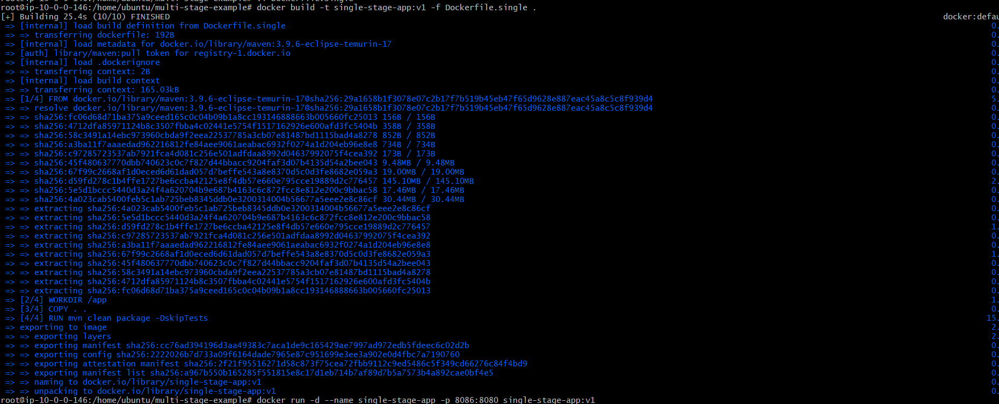 root@ip-10-0-0-146:/home/ubuntu/multi-stage-example# docker build -t single-stage-app:v1 -f Dockerfile.single .
[+] Building 25.4s (10/10) FINISHED docker:defau
=> [internal] load build definition from Dockerfile.single 0.
=> => transferring dockerfile: 192B 0.
=> [internal] load metadata for docker.io/library/maven:3.9.6-eclipse-temurin-17 0.
=> [auth] library/maven:pull token for registry-1.docker.io 0.
=> [internal] load .dockerignore 0.
=> => transferring context: 2B 0.
=> [internal] load build context 0.
=> => transferring context: 165.03kB 0.
=> [1/4] FROM docker.io/library/maven:3.9.6-eclipse-temurin-17@sha256:29a1658b1f3078e07c2b17f7b519b45eb47f65d9628e887eac45a8c5c8f939d4 5.
=> => resolve docker.io/library/maven:3.9.6-eclipse-temurin-17@sha256:29a1658b1f3078e07c2b17f7b519b45eb47f65d9628e887eac45a8c5c8f939d4 0.
=> => sha256:fc06d68d71ba375a9ceed165c0c04b09b1a8cc193146888663b005660fc25013 156B / 156B 0.
=> => sha256:4712dfa85971124b8c3507fbba4c02441e5754f1517162926e600afd3fc5404b 358B / 358B 0.
=> => sha256:58c3491a14ebc973960cbda9f2eea22537785a3cb07e81487bd1115bad4a8278 852B / 852B 0.
=> => sha256:a3ba11f7aaaedad962216812fe84aee9061aeabac6932f0274a1d204eb96e8e8 734B / 734B 0.
=> => sha256:c97285723537ab7921fca4d081c256e501adfdaa8992d04637992075f4cea392 173B / 173B 0.
=> => sha256:45f480637770dbb740623c0c7f827d44bbacc9204faf3d07b4135d54a2bee043 9.48MB / 9.48MB 0.
=> => sha256:67f99c2668af1d0eced6d61dad057d7beffe543a8e8370d5c0d3fe8682e059a3 19.00MB / 19.00MB 0.
=> => sha256:d59fd278c1b4ffe1727be6ccba42125e8f4db57e660e795cce19889d2c776457 145.10MB / 145.10MB 2.
=> => sha256:5e5d1bccc5440d3a24f4a620704b9e687b4163c6c872fcc8e812e200c9bbac58 17.46MB / 17.46MB 0.
=> => sha256:4a023cab5400feb5c1ab725beb8345ddb0e3200314004b56677a5eee2e8c86cf 30.44MB / 30.44MB 0.
=> => extracting sha256:4a023cab5400feb5c1ab725beb8345ddb0e3200314004b56677a5eee2e8c86cf 0.
=> => extracting sha256:5e5d1bccc5440d3a24f4a620704b9e687b4163c6c872fcc8e812e200c9bbac58 0.
=> => extracting sha256:d59fd278c1b4ffe1727be6ccba42125e8f4db57e660e795cce19889d2c776457 1.
=> => extracting sha256:c97285723537ab7921fca4d081c256e501adfdaa8992d04637992075f4cea392 0.
=> => extracting sha256:a3ba11f7aaaedad962216812fe84aee9061aeabac6932f0274a1d204eb96e8e8 0.
=> => extracting sha256:67f99c2668af1d0eced6d61dad057d7beffe543a8e8370d5c0d3fe8682e059a3 1.
=> => extracting sha256:45f480637770dbb740623c0c7f827d44bbacc9204faf3d07b4135d54a2bee043 0.
=> => extracting sha256:58c3491a14ebc973960cbda9f2eea22537785a3cb07e81487bd1115bad4a8278 0.
=> => extracting sha256:4712dfa85971124b8c3507fbba4c02441e5754f1517162926e600afd3fc5404b 0.
=> => extracting sha256:fc06d68d71ba375a9ceed165c0c04b09b1a8cc193146888663b005660fc25013 0.
=> [2/4] WORKDIR /app 1.
=> [3/4] COPY . . 0.
=> [4/4] RUN mvn clean package -DskipTests 15.
=> exporting to image 2.
=> => exporting layers 2.
=> => exporting manifest sha256:cc76ad394196d3aa49383c7aca1de9c165429ae7997ad972edb5fdeec6c02d2b 0.
=> => exporting config sha256:2222026b7d733a09f6164dade7965e87c951699e3ee3a902e0d4fbc7a7190760 0.
=> => exporting attestation manifest sha256:2f21f95516271d58c873f75cea72fbb9112c9ed5486c5f349cd66276c84f4bd9 0.
=> => exporting manifest list sha256:a967b550b165285f551815e8c17d1eb714b7af89d7b5a7573b4a892cae0bf4e5 0.
=> => naming to docker.io/library/single-stage-app:v1 0.
=> => unpacking to docker.io/library/single-stage-app:v1 0.
root@ip-10-0-0-146:/home/ubuntu/multi-stage-example# docker run -d --name single-stage-app -p 8086:8080 single-stage-app:v1